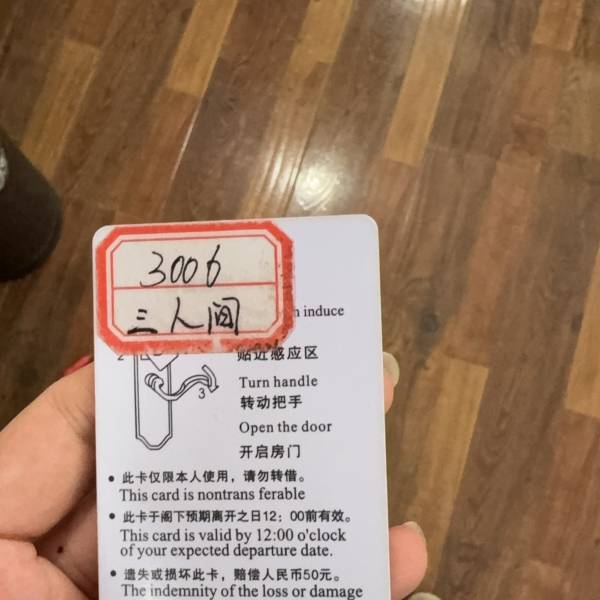 3006
三人间
induce
2 贴近感应区
Turn handle
3
转动把手
Open the door
开启房门
• 此卡仅限本人使用，请勿转借。
This card is nontrans ferable
• 此卡于阁下预期离开之日12：00前有效。
This card is valid by 12:00 o'clock
of your expected departure date.
• 遗失或损坏此卡，赔偿人民币50元。
The indemnity of the loss or damage